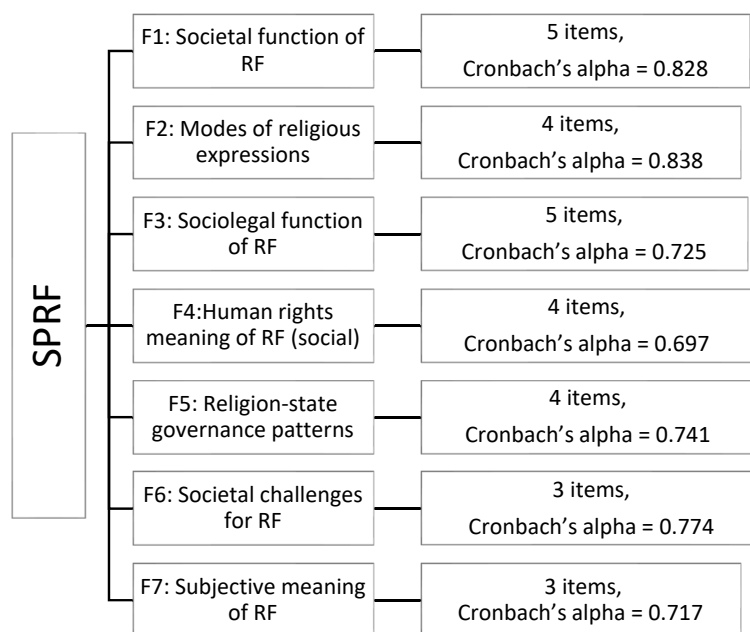 SPRF
F1: Societal function of
RF
5 items,
Cronbach’s alpha = 0.828
F2: Modes of religious
expressions
4 items,
Cronbach’s alpha = 0.838
F3: Sociolegal function
of RF
5 items,
Cronbach’s alpha = 0.725
F4:Human rights
meaning of RF (social)
4 items,
Cronbach’s alpha = 0.697
F5: Religion-state
governance patterns
4 items,
Cronbach’s alpha = 0.741
F6: Societal challenges
for RF
3 items,
Cronbach’s alpha = 0.774
F7: Subjective meaning
of RF
3 items,
Cronbach’s alpha = 0.717